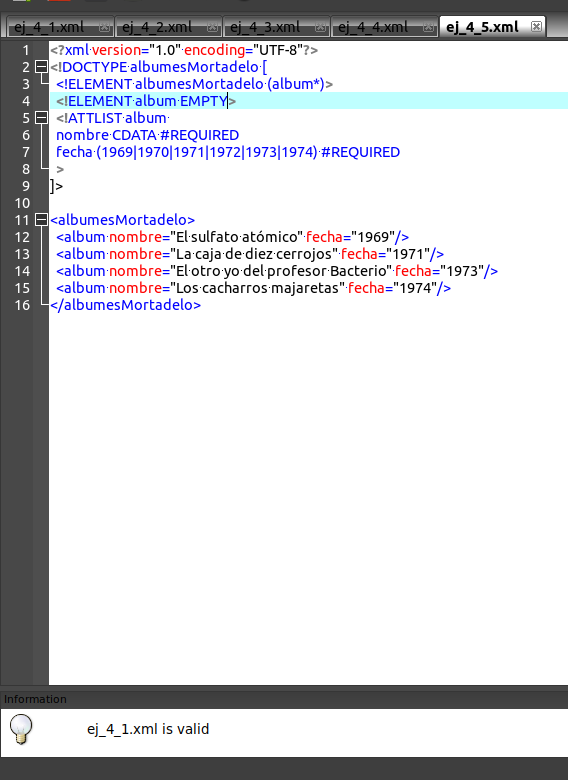 ej_4_1.xml ej_4_2.xml ej_4_3.xml ej_4_4.xml ej_4_5.xml
1 <?xml version="1.0" encoding="UTF-8"?>
2 <!DOCTYPE albumesMortadelo [
3 <!ELEMENT albumesMortadelo (album*)>
4 <!ELEMENT album EMPTY>
5 <!ATTLIST album
6 nombre CDATA #REQUIRED
7 fecha (1969|1970|1971|1972|1973|1974) #REQUIRED
8 >
9 ]>
10
11 <albumesMortadelo>
12 <album nombre="El sulfato atómico" fecha="1969"/>
13 <album nombre="La caja de diez cerrojos" fecha="1971"/>
14 <album nombre="El otro yo del profesor Bacterio" fecha="1973"/>
15 <album nombre="Los cacharros majaretas" fecha="1974"/>
16 </albumesMortadelo>
Information
ej_4_1.xml is valid